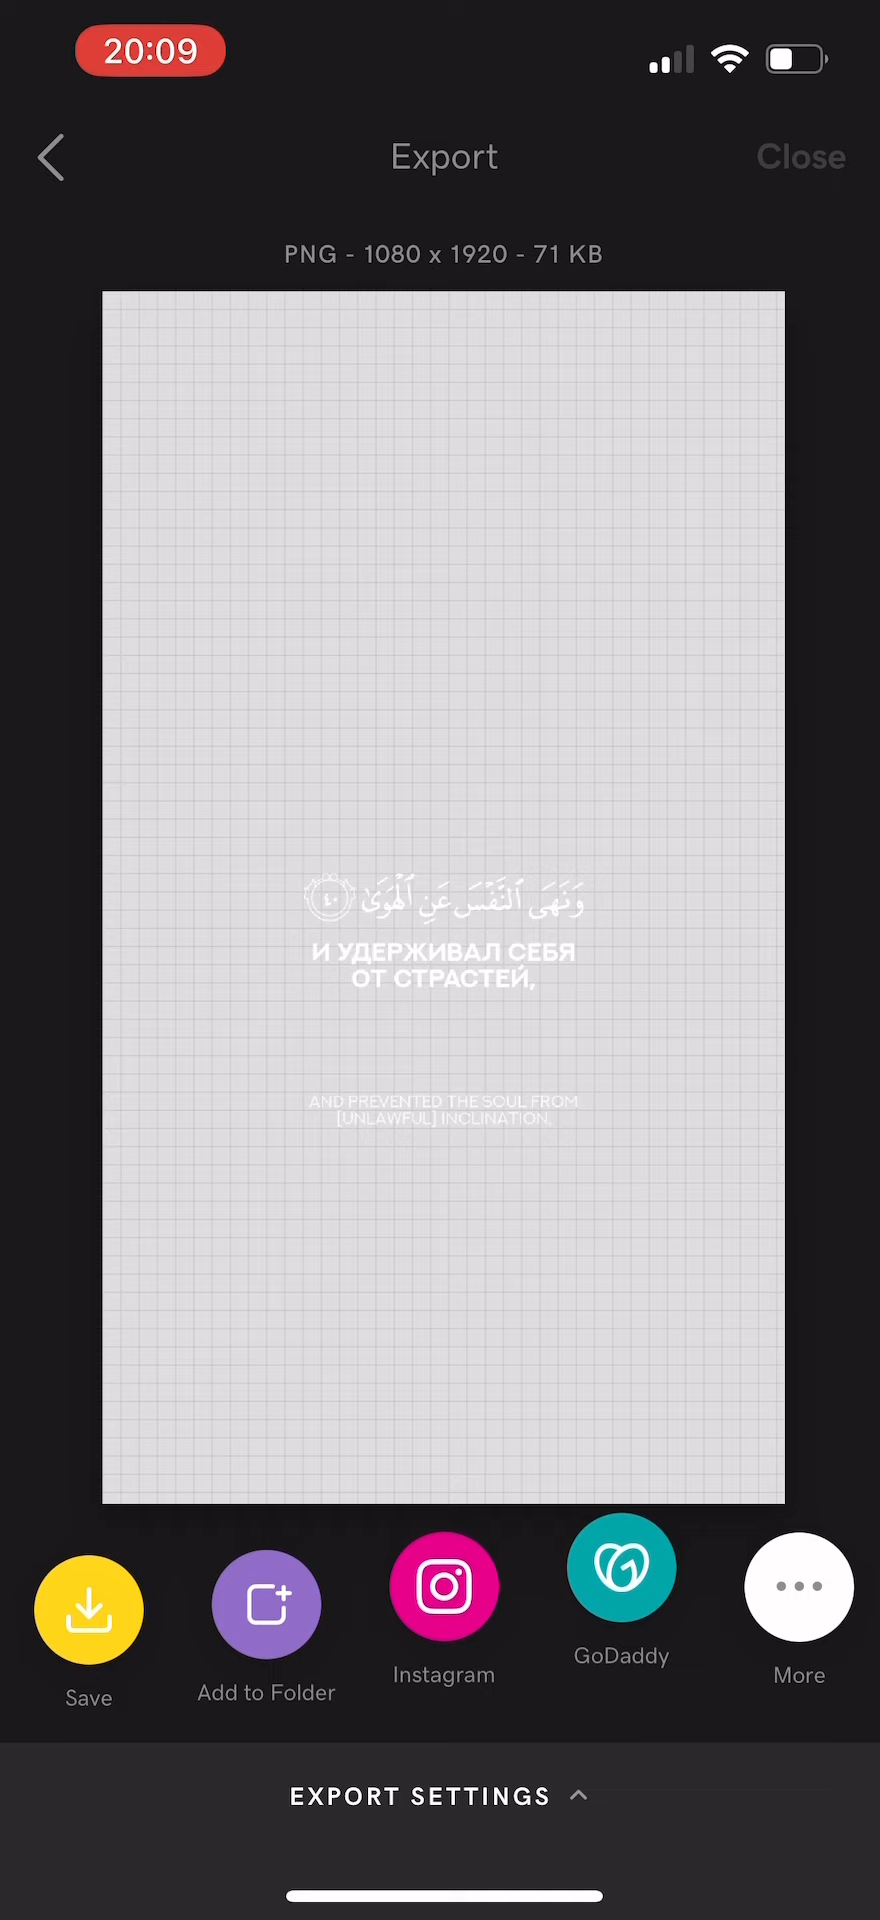 20:09
Export
Close
PNG - 1080 x 1920 - 71 KB
وَنَهَى ٱلنَّفْسَ عَنِ ٱلْهَوَىٰ ٤٠
И УДЕРЖИВАЛ СЕБЯ
ОТ СТРАСТЕЙ,
AND PREVENTED THE SOUL FROM
[UNLAWFUL] INCLINATION,
Save
Add to Folder
Instagram
GoDaddy
More
EXPORT SETTINGS